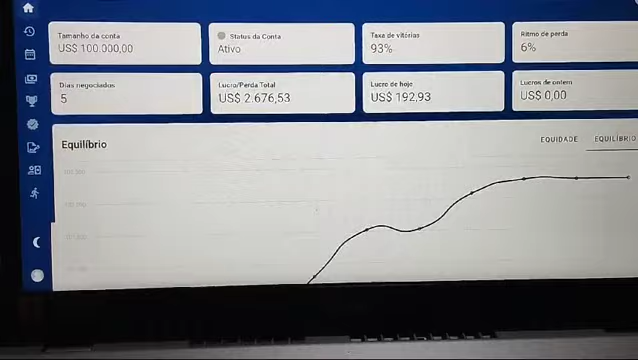 Tamanho da conta
US$ 100.000,00
Status da Conta
Ativo
Taxa de vitórias
93%
Ritmo de perda
6%
Dias negociados
5
Lucro/Perda Total
US$ 2.676,53
Lucro de hoje
US$ 192,93
Lucros de ontem
US$ 0,00
Equilíbrio
EQUIDADE
EQUILÍBRIO